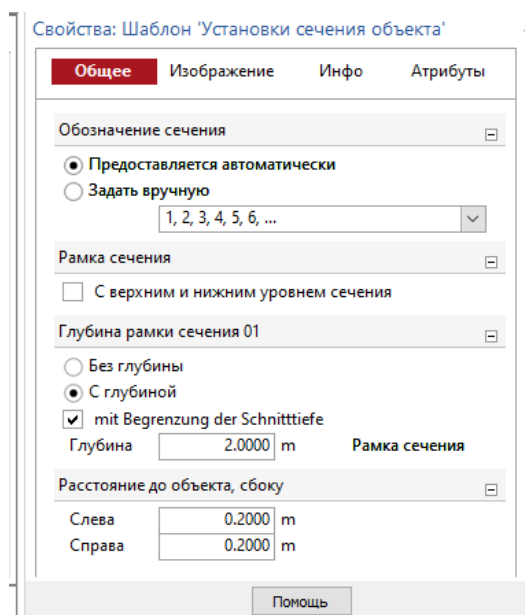 Свойства: Шаблон 'Установки сечения объекта'
Общее Изображение Инфо Атрибуты
Обозначение сечения
Предоставляется автоматически
Задать вручную
1, 2, 3, 4, 5, 6, ...
Рамка сечения
С верхним и нижним уровнем сечения
Глубина рамки сечения 01
Без глубины
С глубиной
mit Begrenzung der Schnitttiefe
Глубина 2.0000 m Рамка сечения
Расстояние до объекта, сбоку
Слева 0.2000 m
Справа 0.2000 m
Помощь